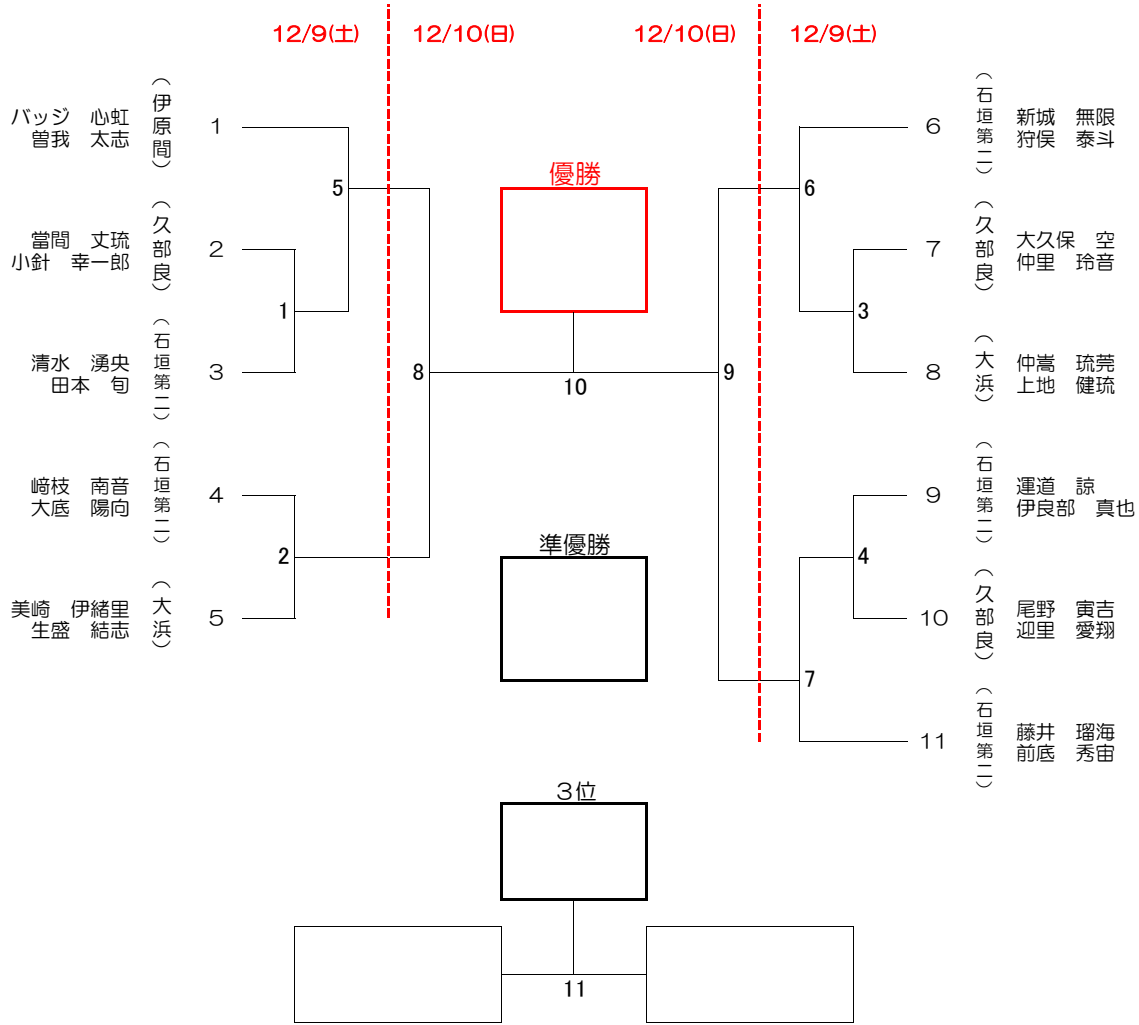 12/9(土) 12/10(日) 12/10(日) 12/9(土)
バッジ　心虹
曽我　太志
（伊原間）
1
當間　丈琉
小針　幸一郎
（久部良）
2
清水　湧央
田本　旬
（石垣第二）
3
﨑枝　南音
大底　陽向
（石垣第二）
4
美崎　伊緒里
生盛　結志
（大浜）
5
5
1
2
8
優勝
10
準優勝
9
6
3
4
7
6
（石垣第二）
新城　無限
狩俣　泰斗
7
（久部良）
大久保　空
仲里　玲音
8
（大浜）
仲嵩　琉莞
上地　健琉
9
（石垣第二）
運道　諒
伊良部　真也
10
（久部良）
尾野　寅吉
迎里　愛翔
11
（石垣第二）
藤井　瑠海
前底　秀宙
３位
11